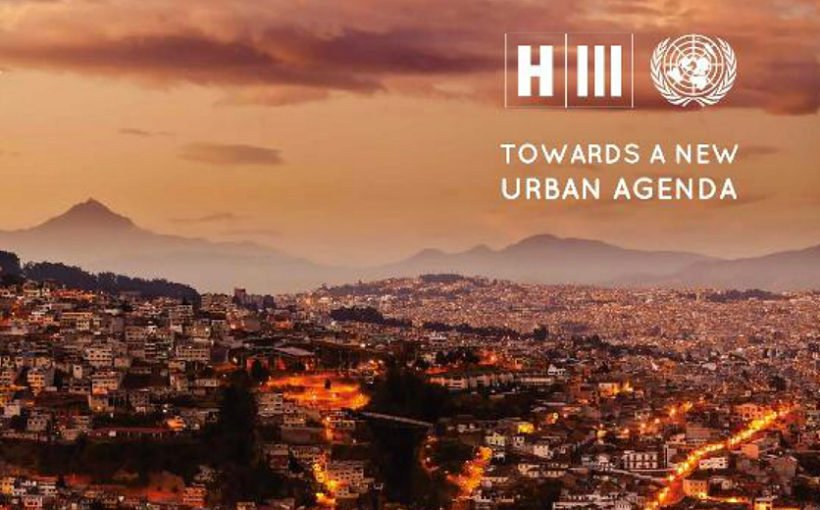 H III
TOWARDS A NEW
URBAN AGENDA